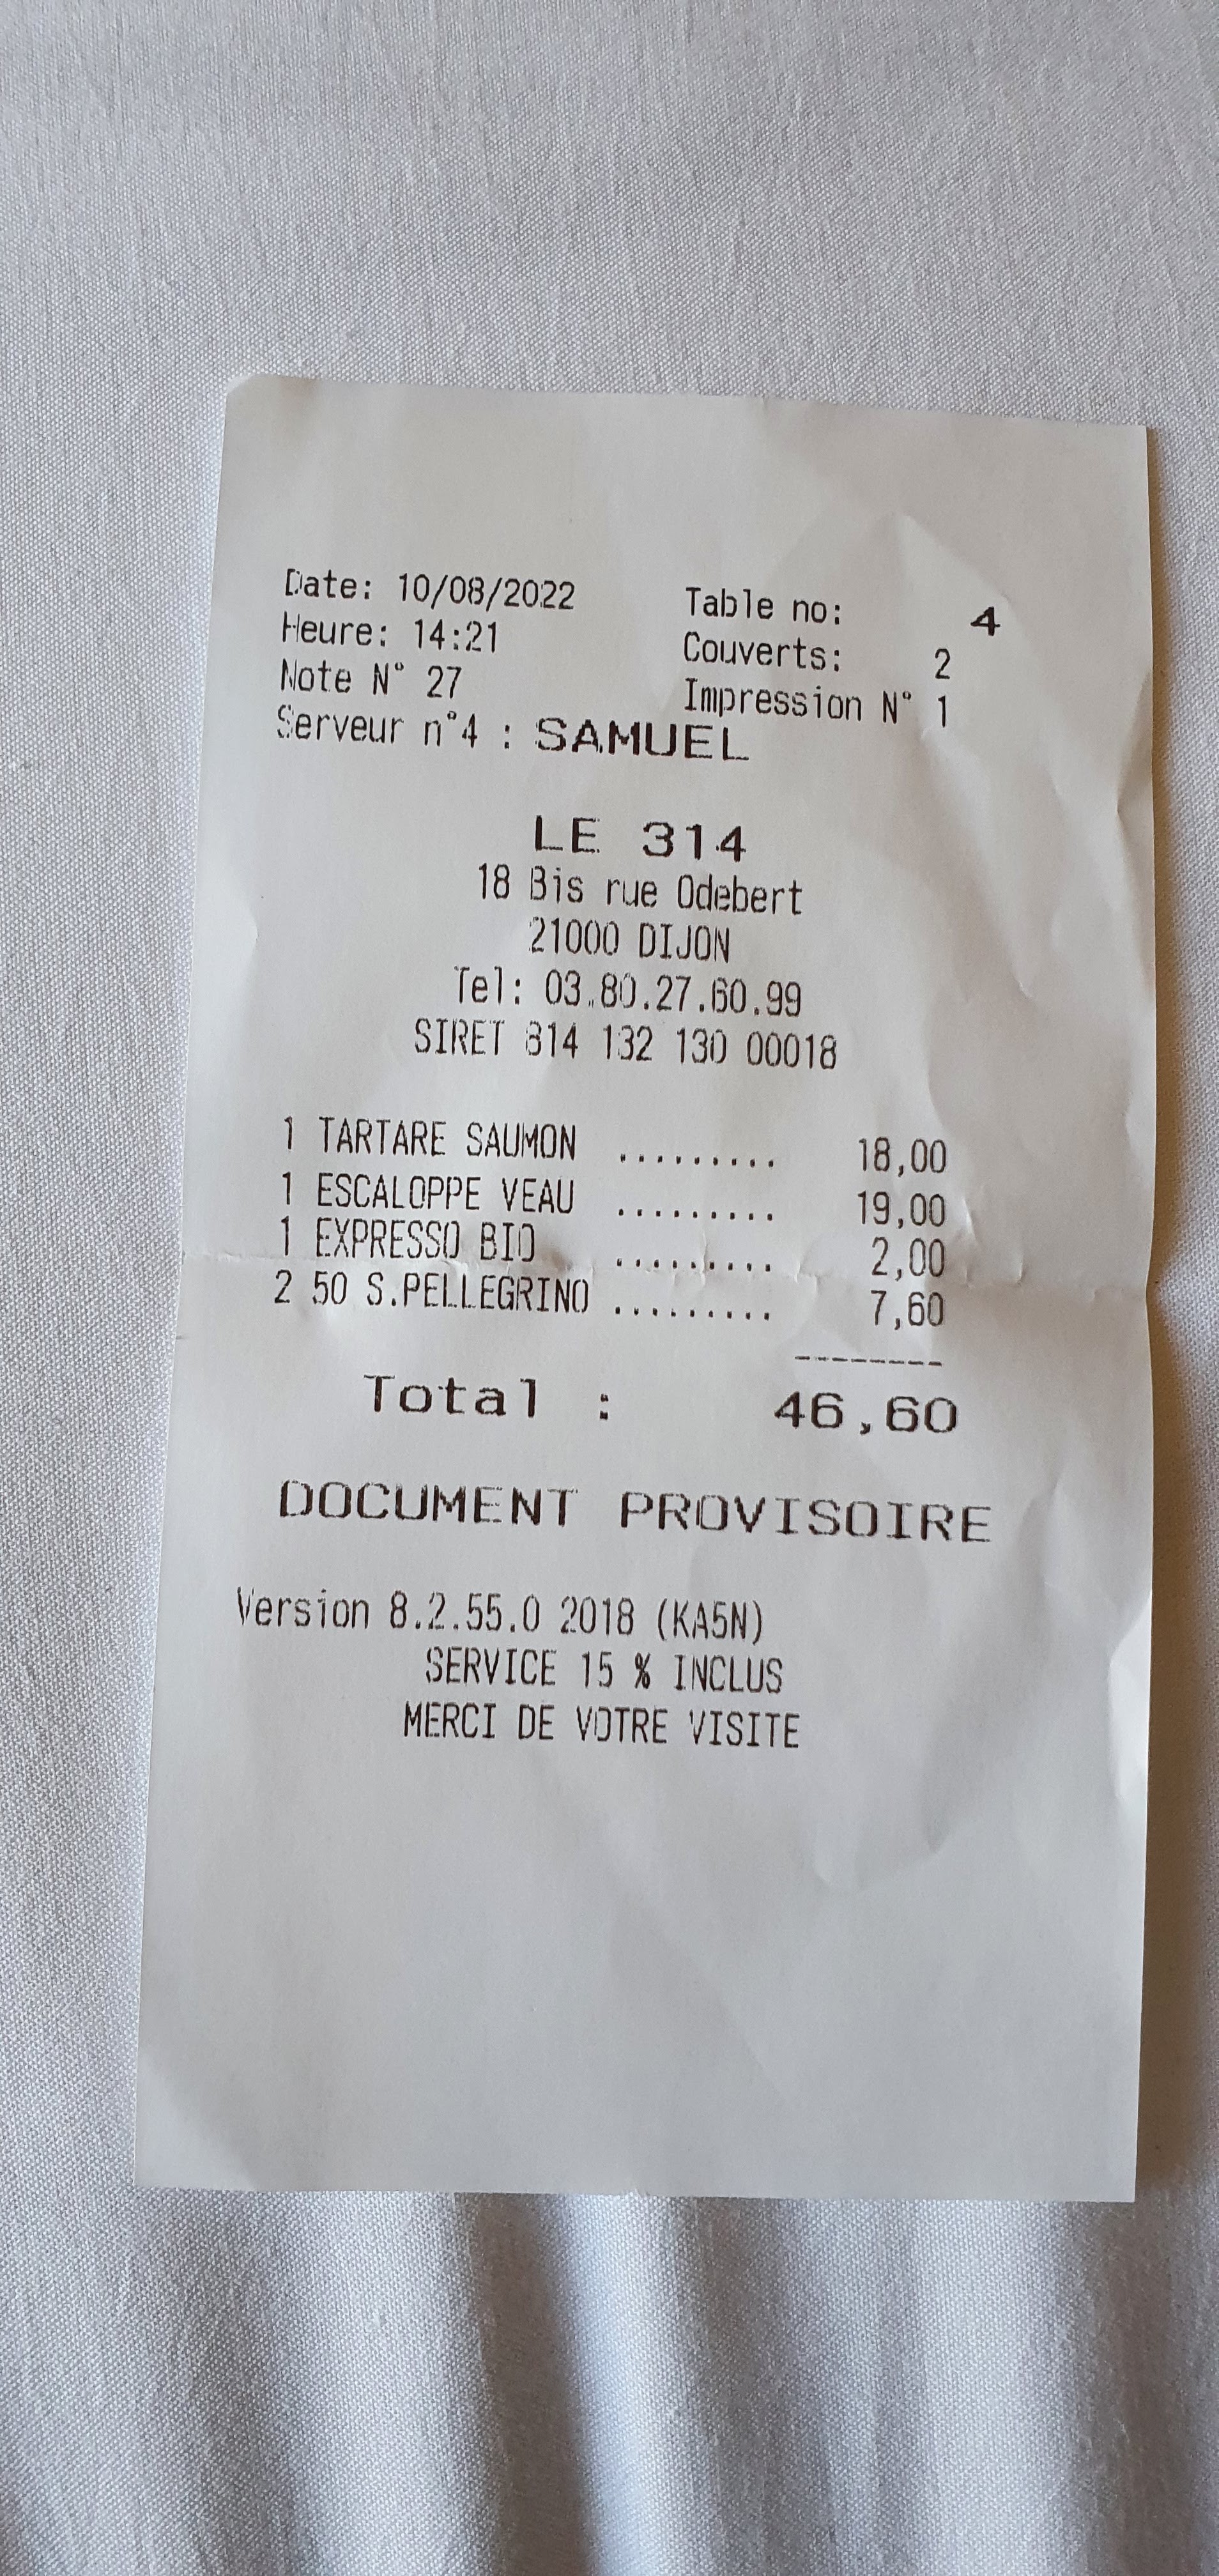 Date: 10/08/2022 Table no: 4
Heure: 14:21 Couverts: 2
Note N° 27 Impression N° 1
Serveur n°4 : SAMUEL
LE 314
18 Bis rue Odebert
21000 DIJON
Tel: 03.80.27.60.99
SIRET 814 132 130 00018
1 TARTARE SAUMON ......... 18,00
1 ESCALOPPE VEAU ......... 19,00
1 EXPRESSO BIO ......... 2,00
2 50 S.PELLEGRINO ......... 7,60
--------
Total : 46,60
DOCUMENT PROVISOIRE
Version 8.2.55.0 2018 (KA5N)
SERVICE 15 % INCLUS
MERCI DE VOTRE VISITE